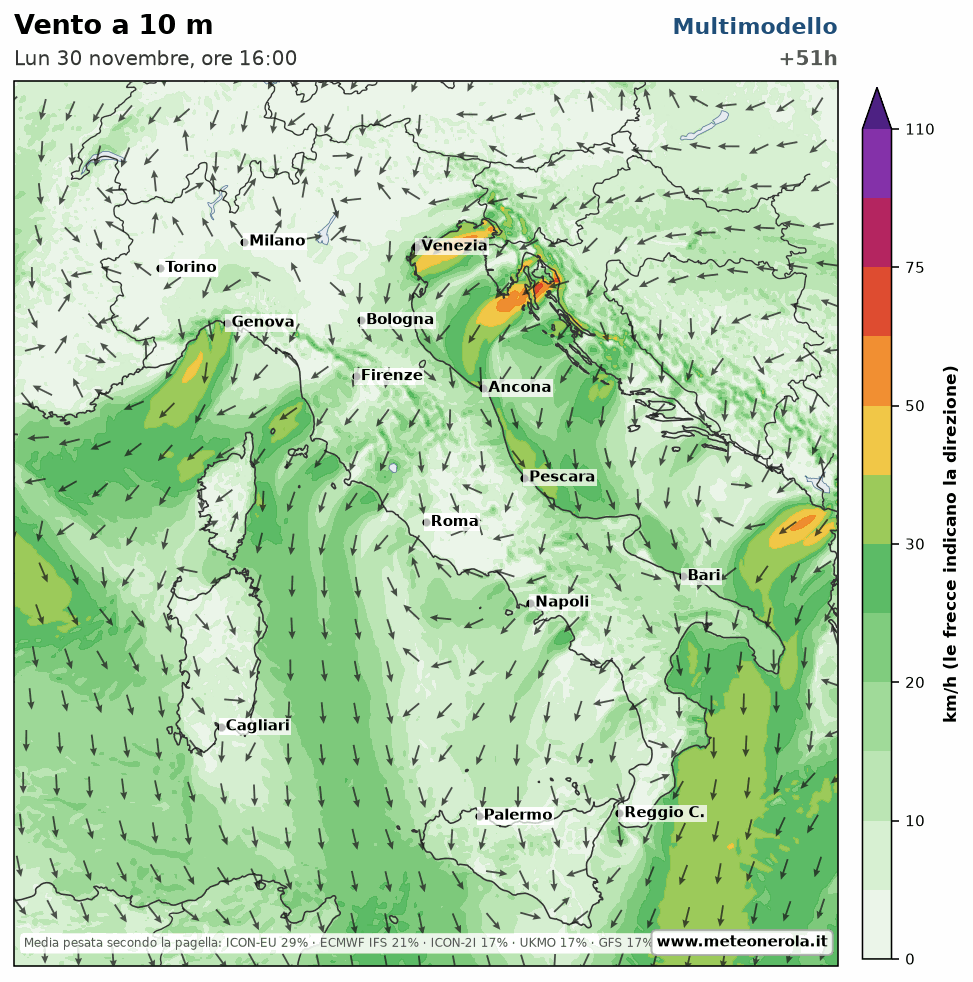 Vento a 10 m
Multimodello
Lun 30 novembre, ore 16:00
+51h
110
75
50
30
20
10
0
km/h (le frecce indicano la direzione)
Milano
Venezia
Torino
Genova
Bologna
Firenze
Ancona
Pescara
Roma
Bari
Napoli
Cagliari
Palermo
Reggio C.
Media pesata secondo la pagella: ICON-EU 29% · ECMWF IFS 21% · ICON-2I 17% · UKMO 17% · GFS 17%
www.meteonerola.it